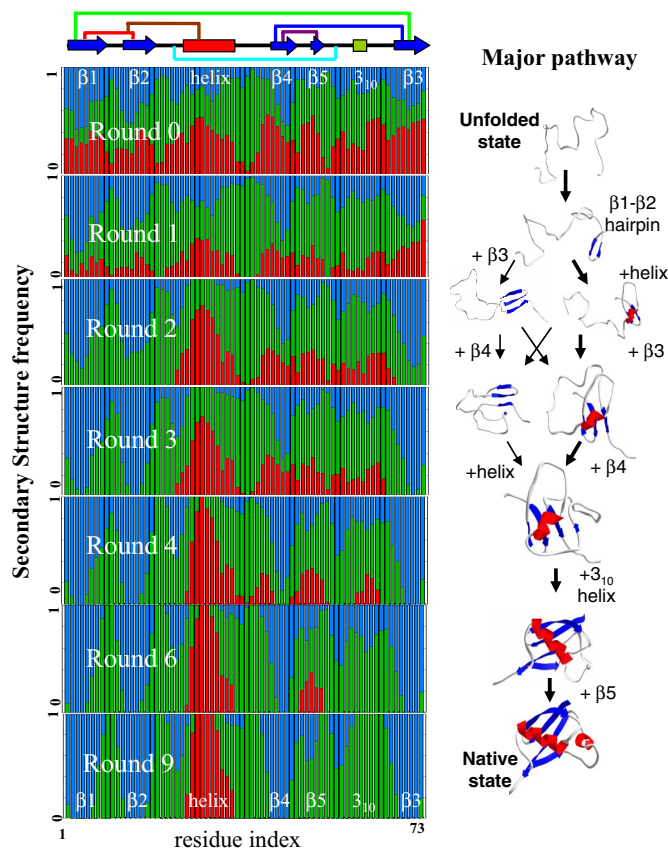 Major pathway
1
β1 β2 helix β4 β5 3₁₀ β3
Round 0
Unfolded
state
0
1
Round 1
β1-β2
hairpin
+ β3
+helix
0
1
Round 2
+ β4
+ β3
0
1
Round 3
+helix
+ β4
0
1
Round 4
+3₁₀
helix
0
1
Round 6
+ β5
0
1
Round 9
Native
state
β1 β2 helix β4 β5 3₁₀ β3
0
1 73
residue index
Secondary Structure frequency